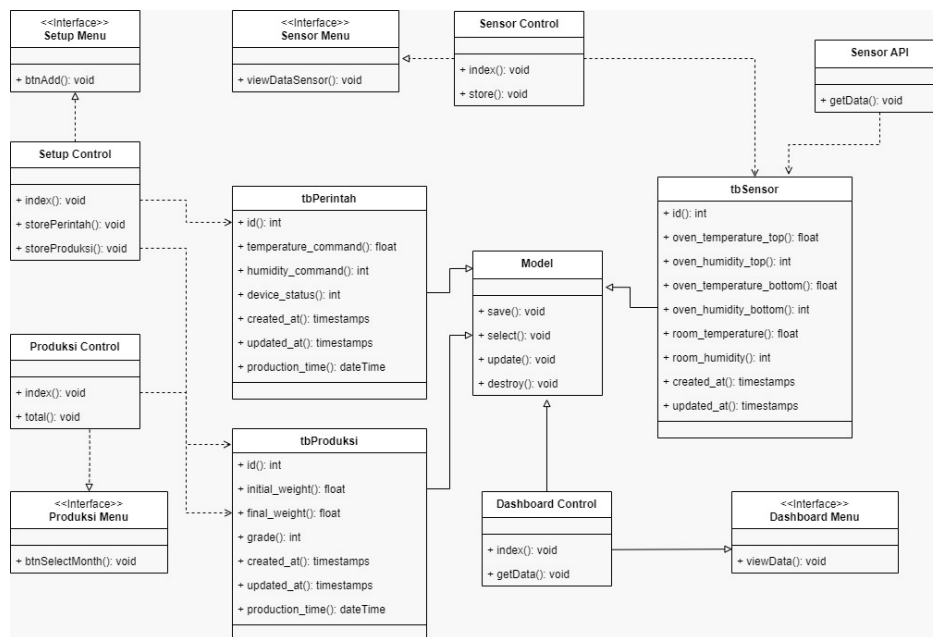 <<Interface>>
Setup Menu
+ btnAdd(): void
<<Interface>>
Sensor Menu
+ viewDataSensor(): void
Sensor Control
+ index(): void
+ store(): void
Sensor API
+ getData(): void
Setup Control
+ index(): void
+ storePerintah(): void
+ storeProduksi(): void
tbPerintah
+ id(): int
+ temperature_command(): float
+ humidity_command(): int
+ device_status(): int
+ created_at(): timestamps
+ updated_at(): timestamps
+ production_time(): dateTime
Model
+ save(): void
+ select(): void
+ update(): void
+ destroy(): void
tbSensor
+ id(): int
+ oven_temperature_top(): float
+ oven_humidity_top(): int
+ oven_temperature_bottom(): float
+ oven_humidity_bottom(): int
+ room_temperature(): float
+ room_humidity(): int
+ created_at(): timestamps
+ updated_at(): timestamps
Produksi Control
+ index(): void
+ total(): void
tbProduksi
+ id(): int
+ initial_weight(): float
+ final_weight(): float
+ grade(): int
+ created_at(): timestamps
+ updated_at(): timestamps
+ production_time(): dateTime
<<Interface>>
Produksi Menu
+ btnSelectMonth(): void
Dashboard Control
+ index(): void
+ getData(): void
<<Interface>>
Dashboard Menu
+ viewData(): void